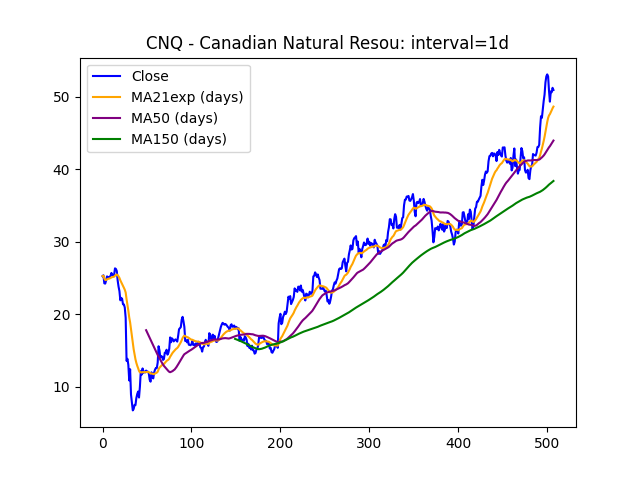 CNQ - Canadian Natural Resou: interval=1d
Close
MA21exp (days)
MA50 (days)
MA150 (days)
50
40
30
20
10
0 100 200 300 400 500